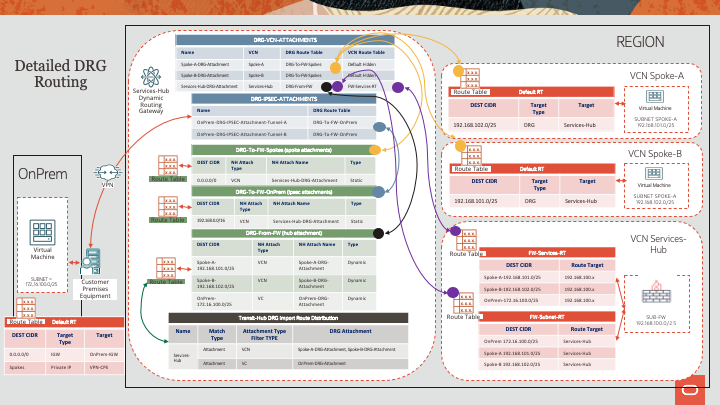 Detailed DRG
Routing
REGION
Services-Hub
Dynamic
Routing
Gateway
DRG-VCN-ATTACHMENTS
Name VCN DRG Route Table VCN Route Table
Spoke-A-DRG-Attachment Spoke-A DRG-To-FW-Spokes Default Hidden
Spoke-B-DRG-Attachment Spoke-B DRG-To-FW-Spokes Default Hidden
Services-Hub-DRG-Attachment Services-Hub DRG-From-FW FW-Services-RT
DRG-IPSEC-ATTACHMENTS
Name DRG Route Table
OnPrem-DRG-IPSEC-Attachment-Tunnel-A DRG-To-FW-OnPrem
OnPrem-DRG-IPSEC-Attachment-Tunnel-B DRG-To-FW-OnPrem
DRG-To-FW-Spokes (spoke attachments)
DEST CIDR NH Attach Type NH Attach Name Type
0.0.0.0/0 VCN Services-Hub-DRG-Attachment Static
Route Table
DRG-To-FW-OnPrem (ipsec attachments)
DEST CIDR NH Attach Type NH Attach Name Type
192.168.0/16 VCN Services-Hub-DRG-Attachment Static
Route Table
DRG-From-FW (hub attachment)
DEST CIDR NH Attach Type NH Attach Name Type
Spoke-A-192.168.101.0/25 VCN Spoke-A-DRG-Attachment Dynamic
Spoke-B-192.168.102.0/25 VCN Spoke-B-DRG-Attachment Dynamic
OnPrem-172.16.100.0/25 VC OnPrem-DRG-Attachment Dynamic
Route Table
Transit-Hub DRG Import Route Distribution
Name Match Type Attachment Type Filter TYPE DRG Attachment
Services-Hub Attachment VCN Spoke-A-DRG-Attachment, Spoke-B-DRG-Attachment
Attachment VC OnPrem-DRG-Attachment
OnPrem
Virtual
Machine
SUBNET =
172.16.100.0/25
VPN
Customer
Premises
Equipment
Route Table
Default RT
DEST CIDR Target Type Target
0.0.0.0/0 IGW OnPrem-IGW
Spokes Private IP VPN-CPE
VCN Spoke-A
Route Table
Default RT
DEST CIDR Target Type Target
192.168.102.0/25 DRG Services-Hub
Virtual Machine
SUBNET SPOKE-A
192.168.101.0/25
VCN Spoke-B
Route Table
Default RT
DEST CIDR Target Type Target
192.168.101.0/25 VCN Services-Hub
Virtual Machine
SUBNET SPOKE-A
192.168.102.0/25
VCN Services-
Hub
Route Table
FW-Services-RT
DEST CIDR Route Target
Spoke-A-192.168.101.0/25 192.168.100.x
Spoke-B-192.168.102.0/25 192.168.100.x
OnPrem-172.16.100.0/25 192.168.100.x
Route Table
FW-Subnet-RT
DEST CIDR Route Target
OnPrem 172.16.100.0/25 Services-Hub
Spoke-A 192.168.101.0/25 Services-Hub
Spoke-B 192.168.102.0/25 Services-Hub
SUB-FW
192.168.100.0/25